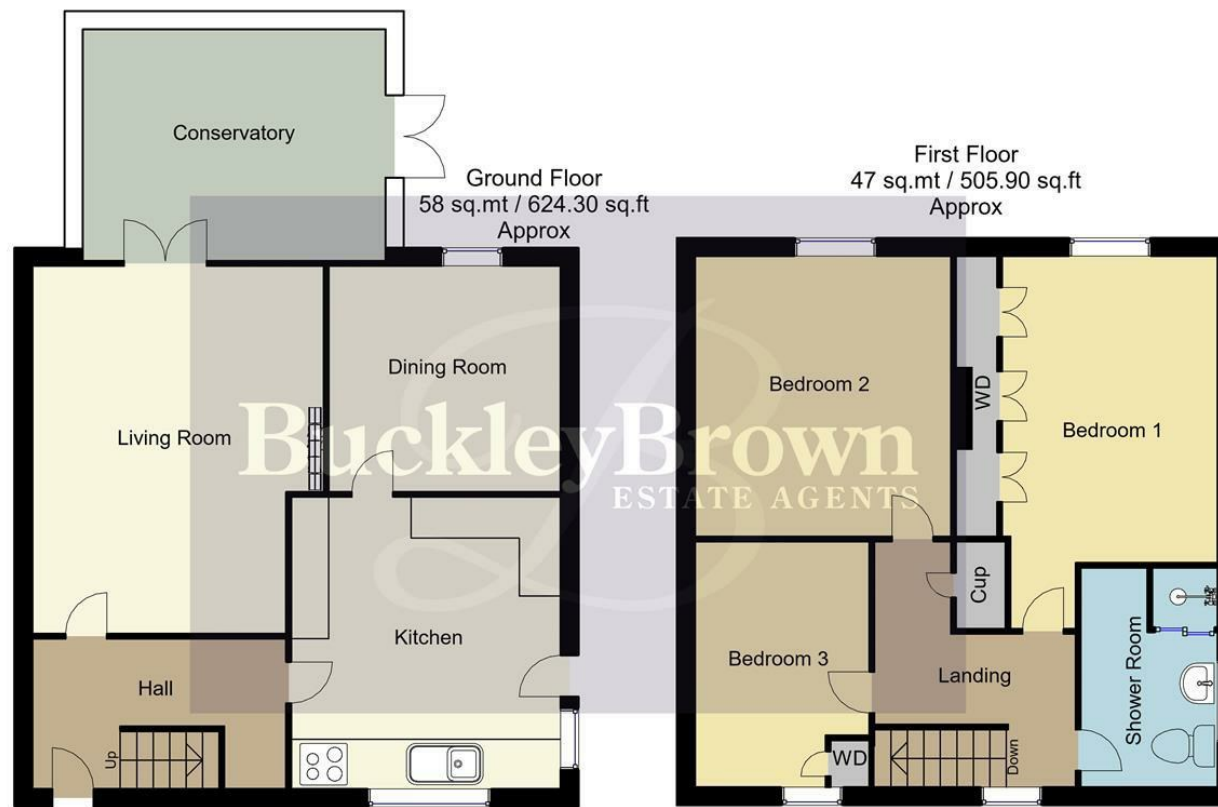 Conservatory
Ground Floor
58 sq.mt / 624.30 sq.ft
Approx
Living Room
Dining Room
Kitchen
Hall
Up
First Floor
47 sq.mt / 505.90 sq.ft
Approx
Bedroom 2
WD
Bedroom 1
Cup
Bedroom 3
Landing
Shower Room
WD
Down
B
BuckleyBrown
ESTATE AGENTS